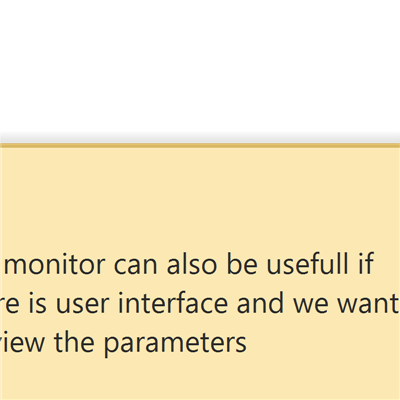 monitor can also be usefull if
re is user interface and we want
view the parameters